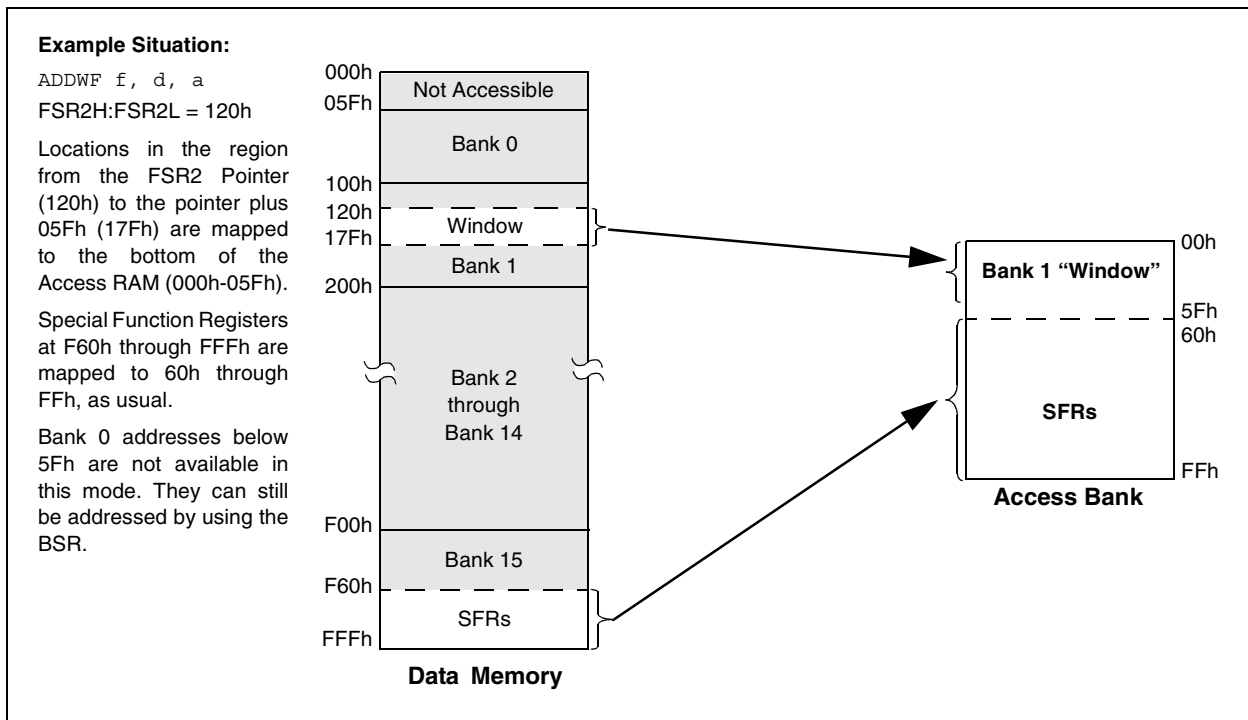 Example Situation:
ADDWF f, d, a
FSR2H:FSR2L = 120h
Locations in the region
from the FSR2 Pointer
(120h) to the pointer plus
05Fh (17Fh) are mapped
to the bottom of the
Access RAM (000h-05Fh).
Special Function Registers
at F60h through FFFh are
mapped to 60h through
FFh, as usual.
Bank 0 addresses below
5Fh are not available in
this mode. They can still
be addressed by using the
BSR.
000h
Not Accessible
05Fh
Bank 0
100h
120h
Window
17Fh
Bank 1
200h
Bank 2
through
Bank 14
F00h
Bank 15
F60h
SFRs
FFFh
Data Memory
00h
Bank 1 “Window”
5Fh
60h
SFRs
FFh
Access Bank